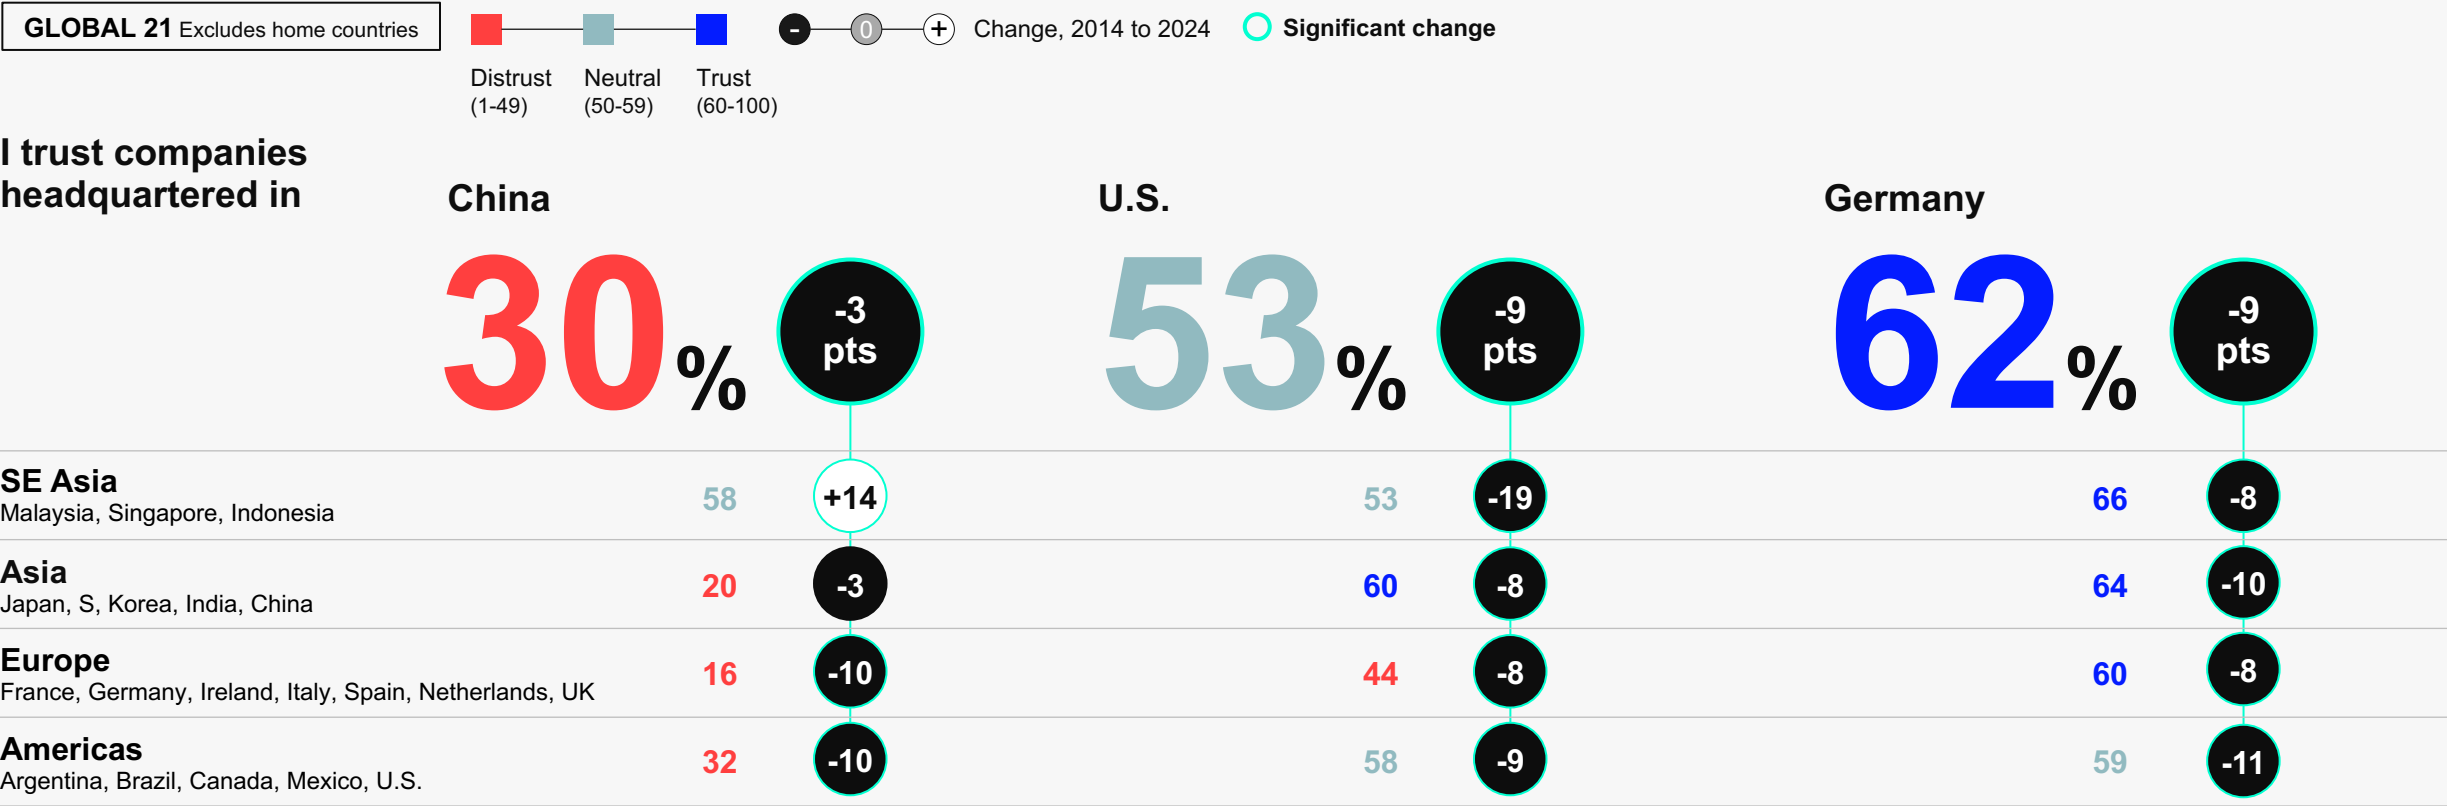 GLOBAL 21 Excludes home countries
- 0 + Change, 2014 to 2024 Significant change
Distrust Neutral Trust
(1-49) (50-59) (60-100)
I trust companies
headquartered in
China U.S. Germany
30% -3 pts 53% -9 pts 62% -9 pts
SE Asia
Malaysia, Singapore, Indonesia
58 +14 53 -19 66 -8
Asia
Japan, S, Korea, India, China
20 -3 60 -8 64 -10
Europe
France, Germany, Ireland, Italy, Spain, Netherlands, UK
16 -10 44 -8 60 -8
Americas
Argentina, Brazil, Canada, Mexico, U.S.
32 -10 58 -9 59 -11